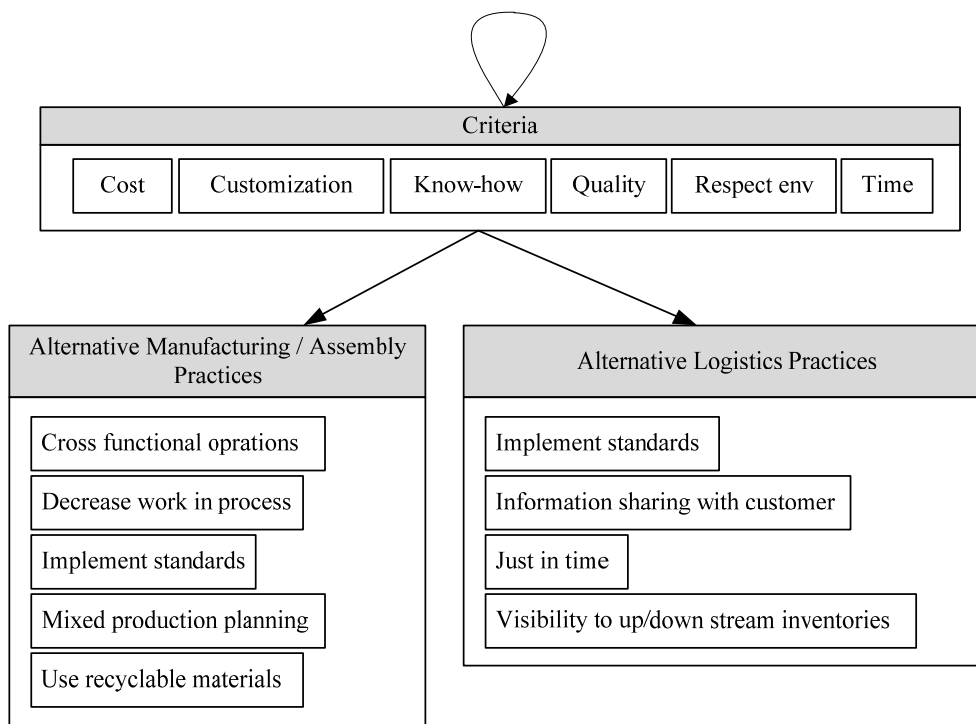 Criteria
Cost
Customization
Know-how
Quality
Respect env
Time
Alternative Manufacturing / Assembly
Practices
Cross functional oprations
Decrease work in process
Implement standards
Mixed production planning
Use recyclable materials
Alternative Logistics Practices
Implement standards
Information sharing with customer
Just in time
Visibility to up/down stream inventories